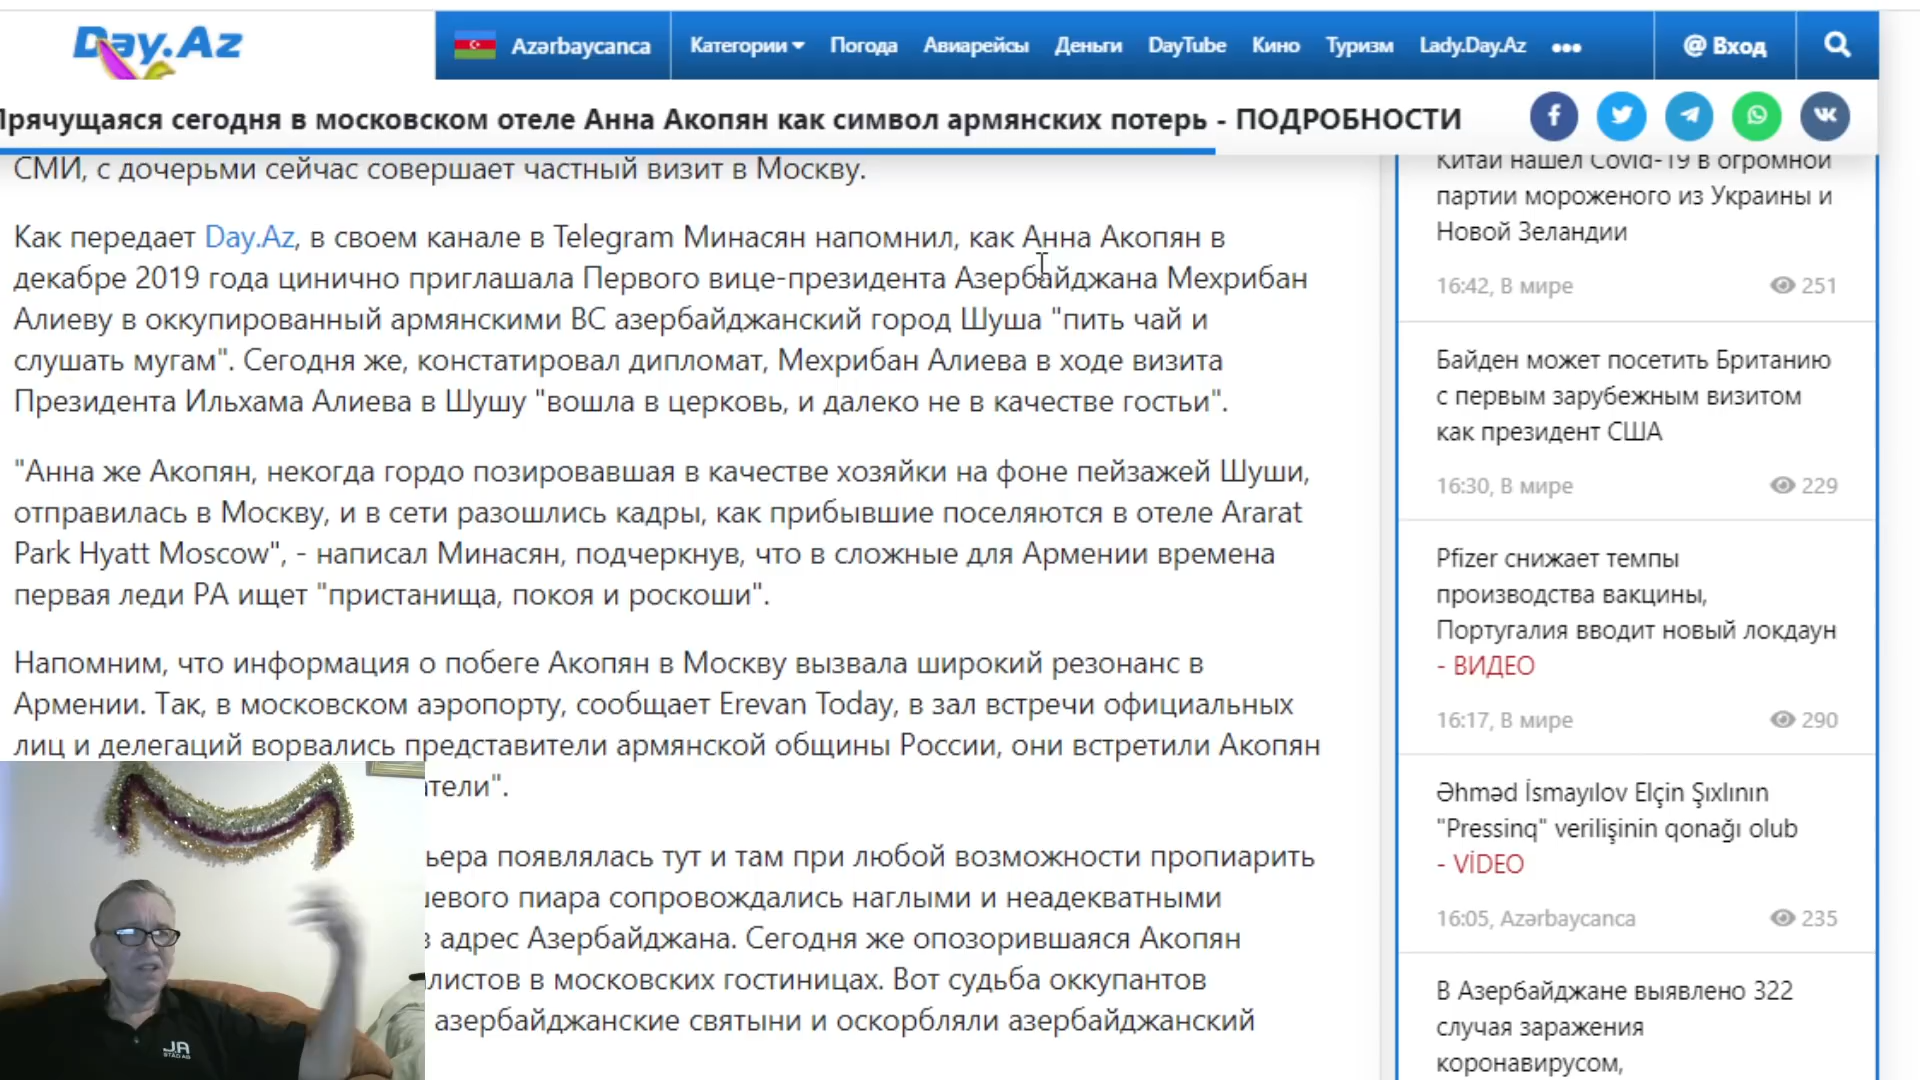 Day.Az
Azərbaycanca
Категории Погода Авиарейсы Деньги DayTube Кино Туризм Lady.Day.Az •••
@ Вход
Прячущаяся сегодня в московском отеле Анна Акопян как символ армянских потерь - ПОДРОБНОСТИ
СМИ, с дочерьми сейчас совершает частный визит в Москву.
Как передает Day.Az, в своем канале в Telegram Минасян напомнил, как Анна Акопян в
декабре 2019 года цинично приглашала Первого вице-президента Азербайджана Мехрибан
Алиеву в оккупированный армянскими ВС азербайджанский город Шуша "пить чай и
слушать мугам". Сегодня же, констатировал дипломат, Мехрибан Алиева в ходе визита
Президента Ильхама Алиева в Шушу "вошла в церковь, и далеко не в качестве гостьи".
"Анна же Акопян, некогда гордо позировавшая в качестве хозяйки на фоне пейзажей Шуши,
отправилась в Москву, и в сети разошлись кадры, как прибывшие поселяются в отеле Ararat
Park Hyatt Moscow", - написал Минасян, подчеркнув, что в сложные для Армении времена
первая леди РА ищет "пристанища, покоя и роскоши".
Напомним, что информация о побеге Акопян в Москву вызвала широкий резонанс в
Армении. Так, в московском аэропорту, сообщает Erevan Today, в зал встречи официальных
лиц и делегаций ворвались представители армянской общины России, они встретили Акопян
атели".
ьера появлялась тут и там при любой возможности пропиарить
шевого пиара сопровождались наглыми и неадекватными
в адрес Азербайджана. Сегодня же опозорившаяся Акопян
листов в московских гостиницах. Вот судьба оккупантов
азербайджанские святыни и оскорбляли азербайджанский
Китай нашел Covid-19 в огромной
партии мороженого из Украины и
Новой Зеландии
16:42, В мире 251
Байден может посетить Британию
с первым зарубежным визитом
как президент США
16:30, В мире 229
Pfizer снижает темпы
производства вакцины,
Португалия вводит новый локдаун
- ВИДЕО
16:17, В мире 290
Əhməd İsmayılov Elçin Şıxlının
"Pressinq" verilişinin qonağı olub
- VİDEO
16:05, Azərbaycanca 235
В Азербайджане выявлено 322
случая заражения
коронавирусом,
JA